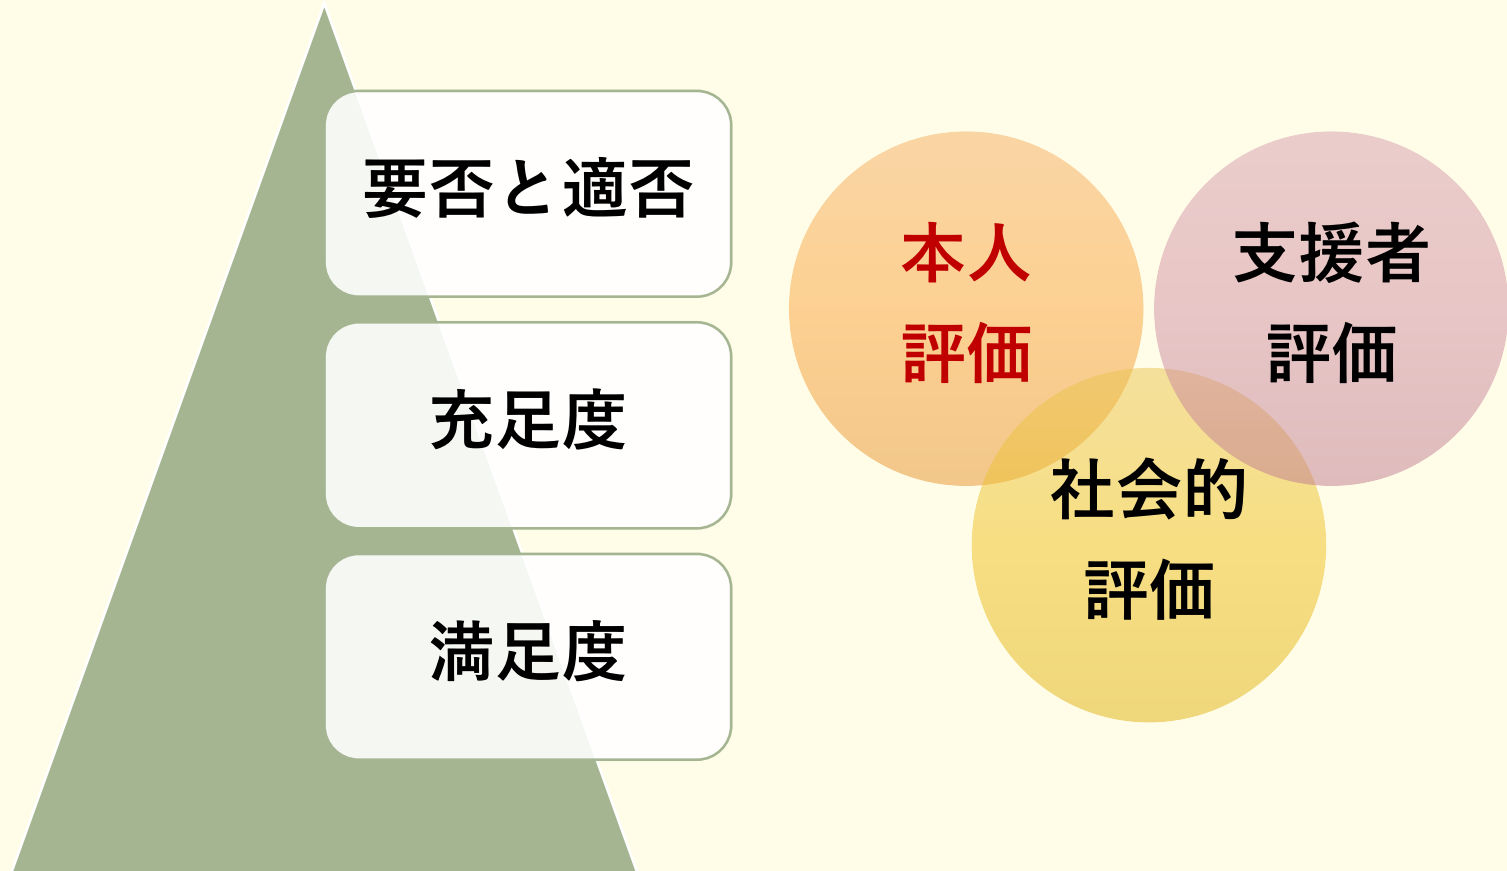 要否と適否
充足度
満足度
本人
評価
支援者
評価
社会的
評価